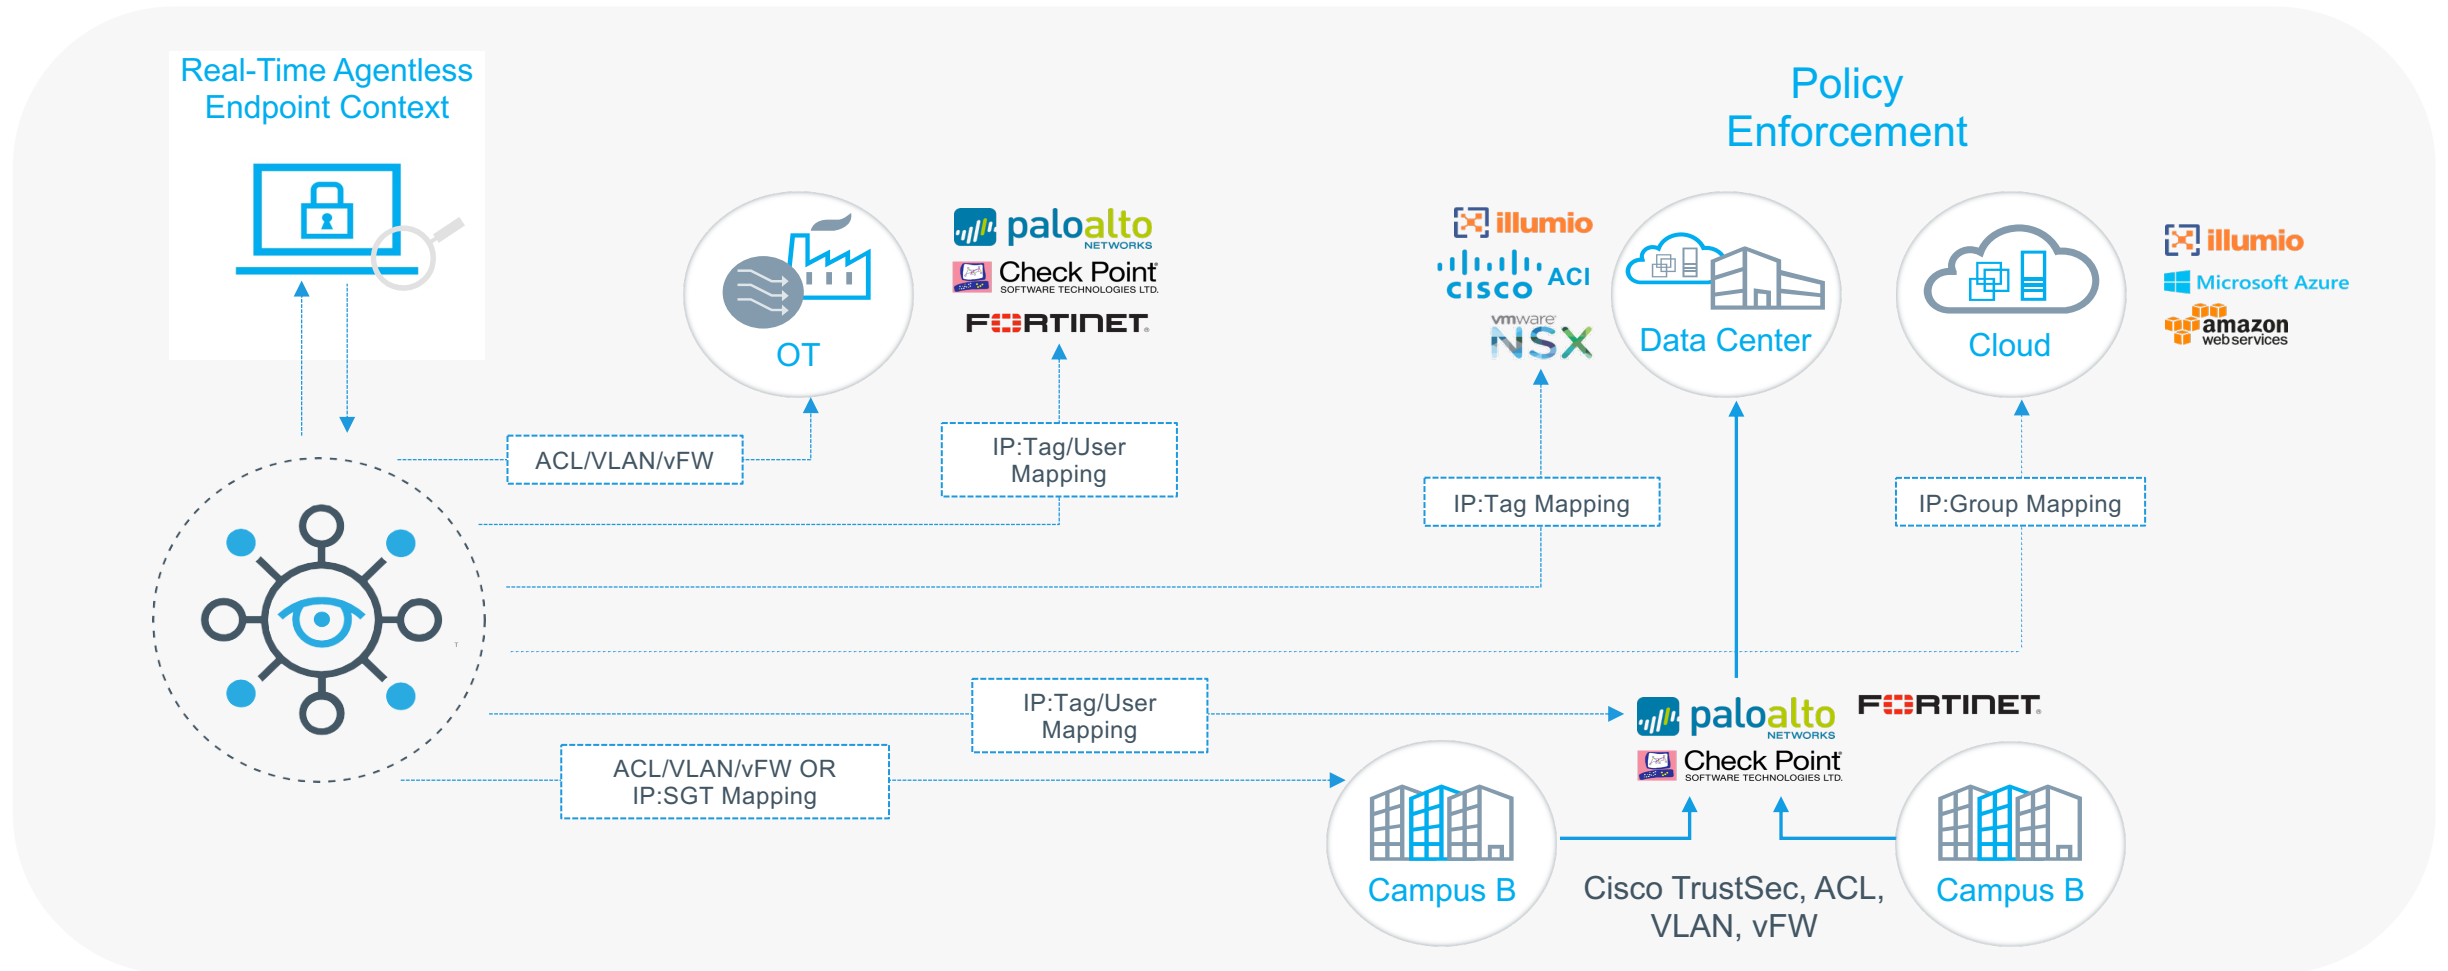 Real-Time Agentless
Endpoint Context
Policy
Enforcement
paloalto
NETWORKS
Check Point
SOFTWARE TECHNOLOGIES LTD.
FORTINET
OT
illumio
CISCO ACI
vmware
NSX
Data Center
Cloud
illumio
Microsoft Azure
amazon
web services
ACL/VLAN/vFW
IP:Tag/User
Mapping
IP:Tag Mapping
IP:Group Mapping
T
IP:Tag/User
Mapping
paloalto
NETWORKS
FORTINET
Check Point
SOFTWARE TECHNOLOGIES LTD.
ACL/VLAN/vFW OR
IP:SGT Mapping
Campus B
Cisco TrustSec, ACL,
VLAN, vFW
Campus B